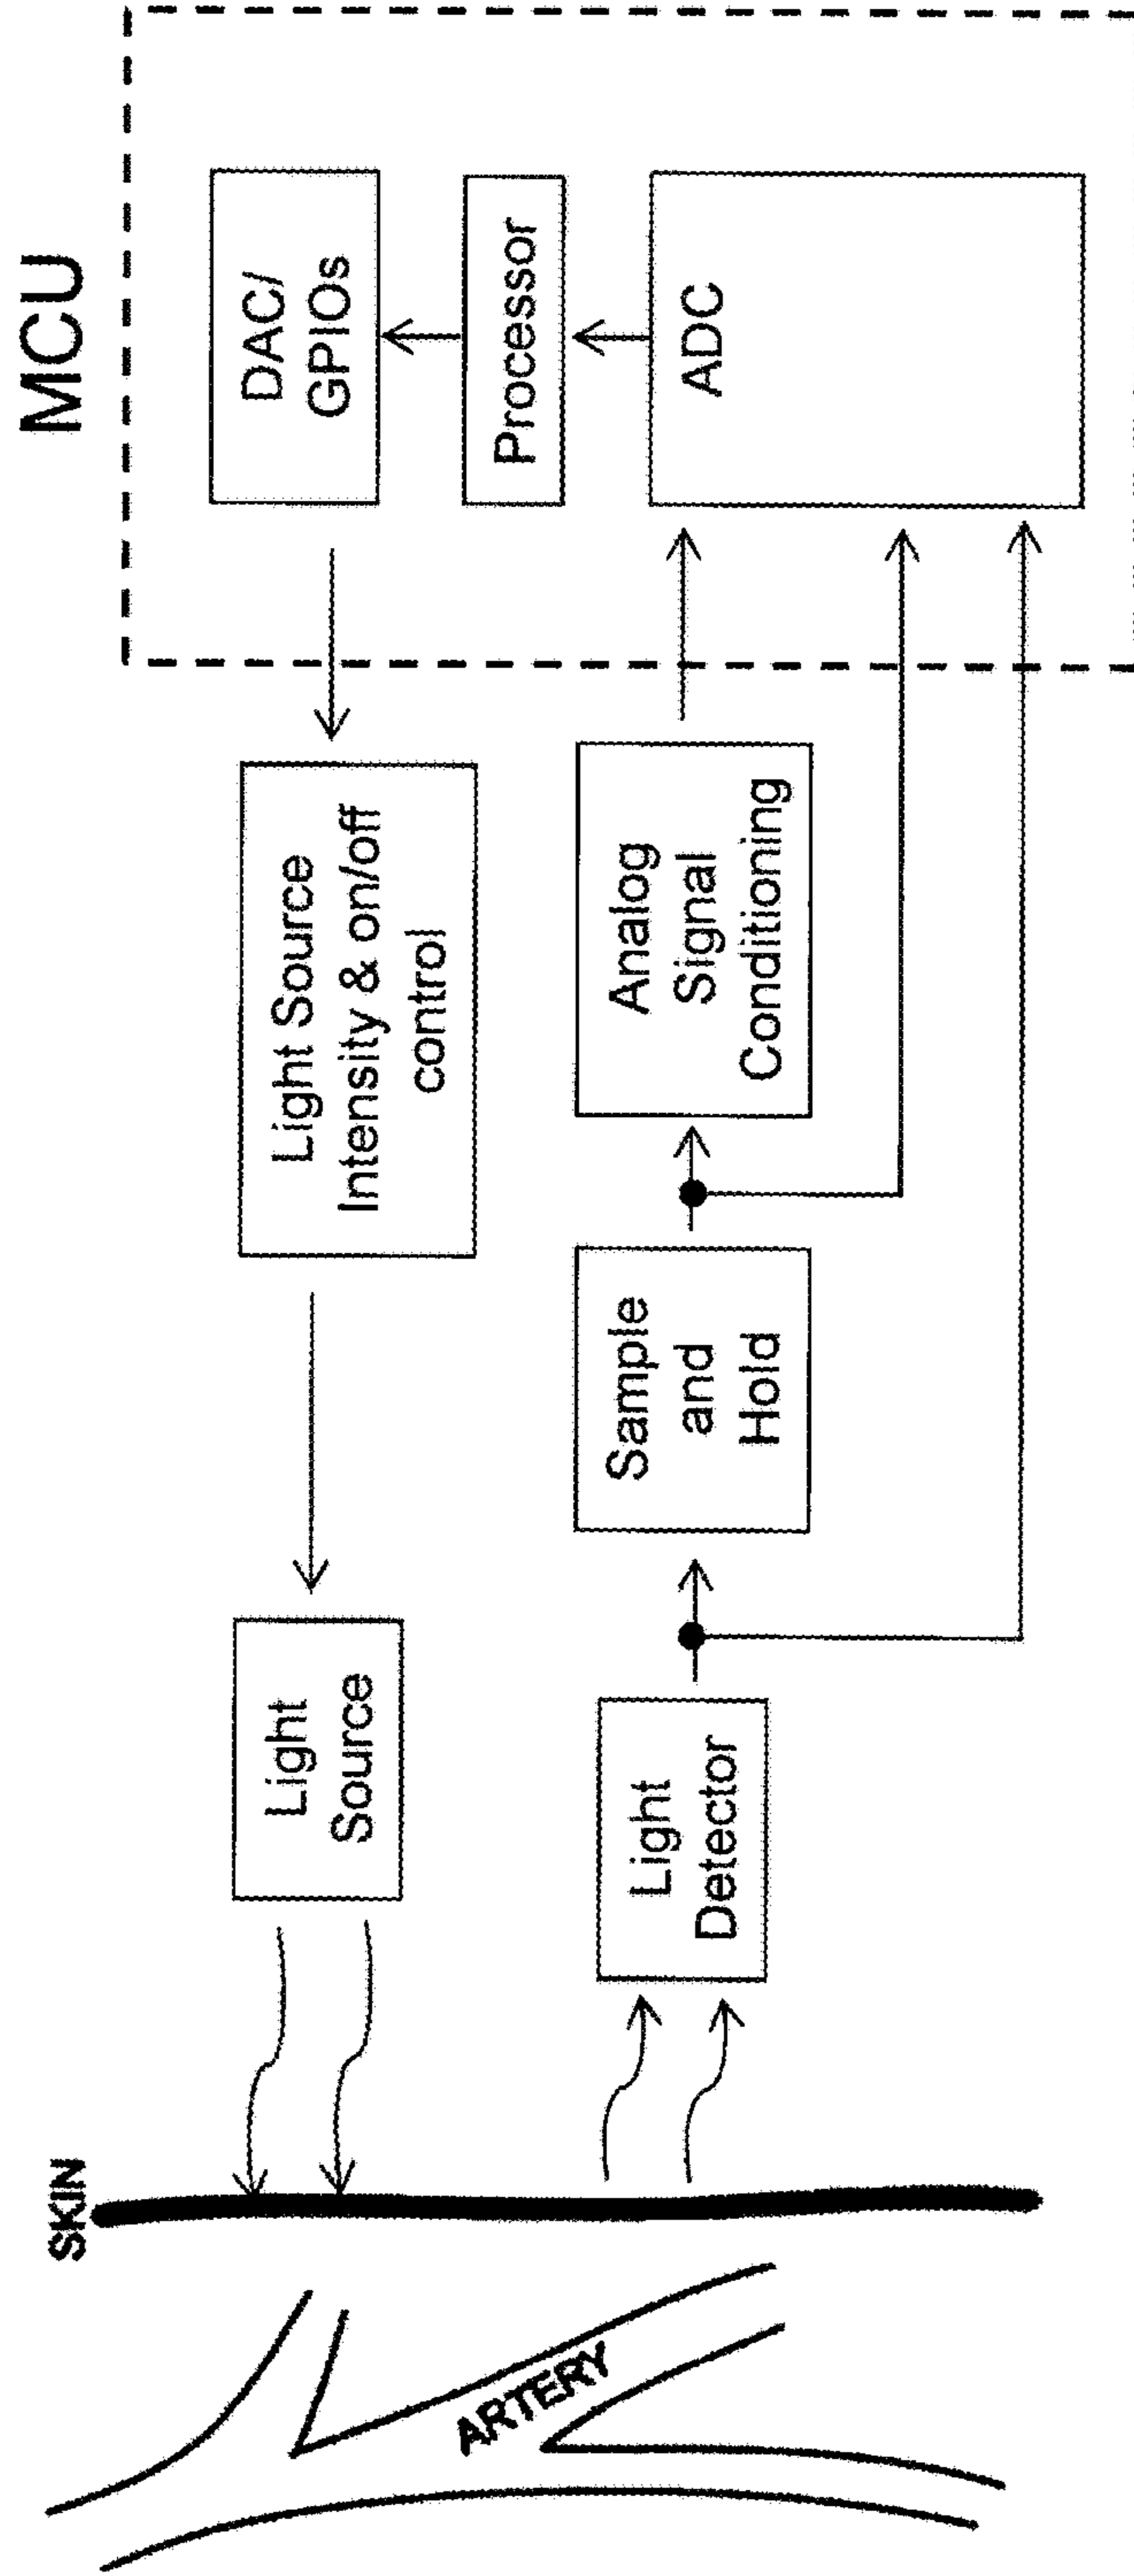 MCU
SKIN
ARTERY
Light
Source
Light Source
Intensity & on/off
control
DAC/
GPIOs
Processor
ADC
Light
Detector
Sample
and
Hold
Analog
Signal
Conditioning